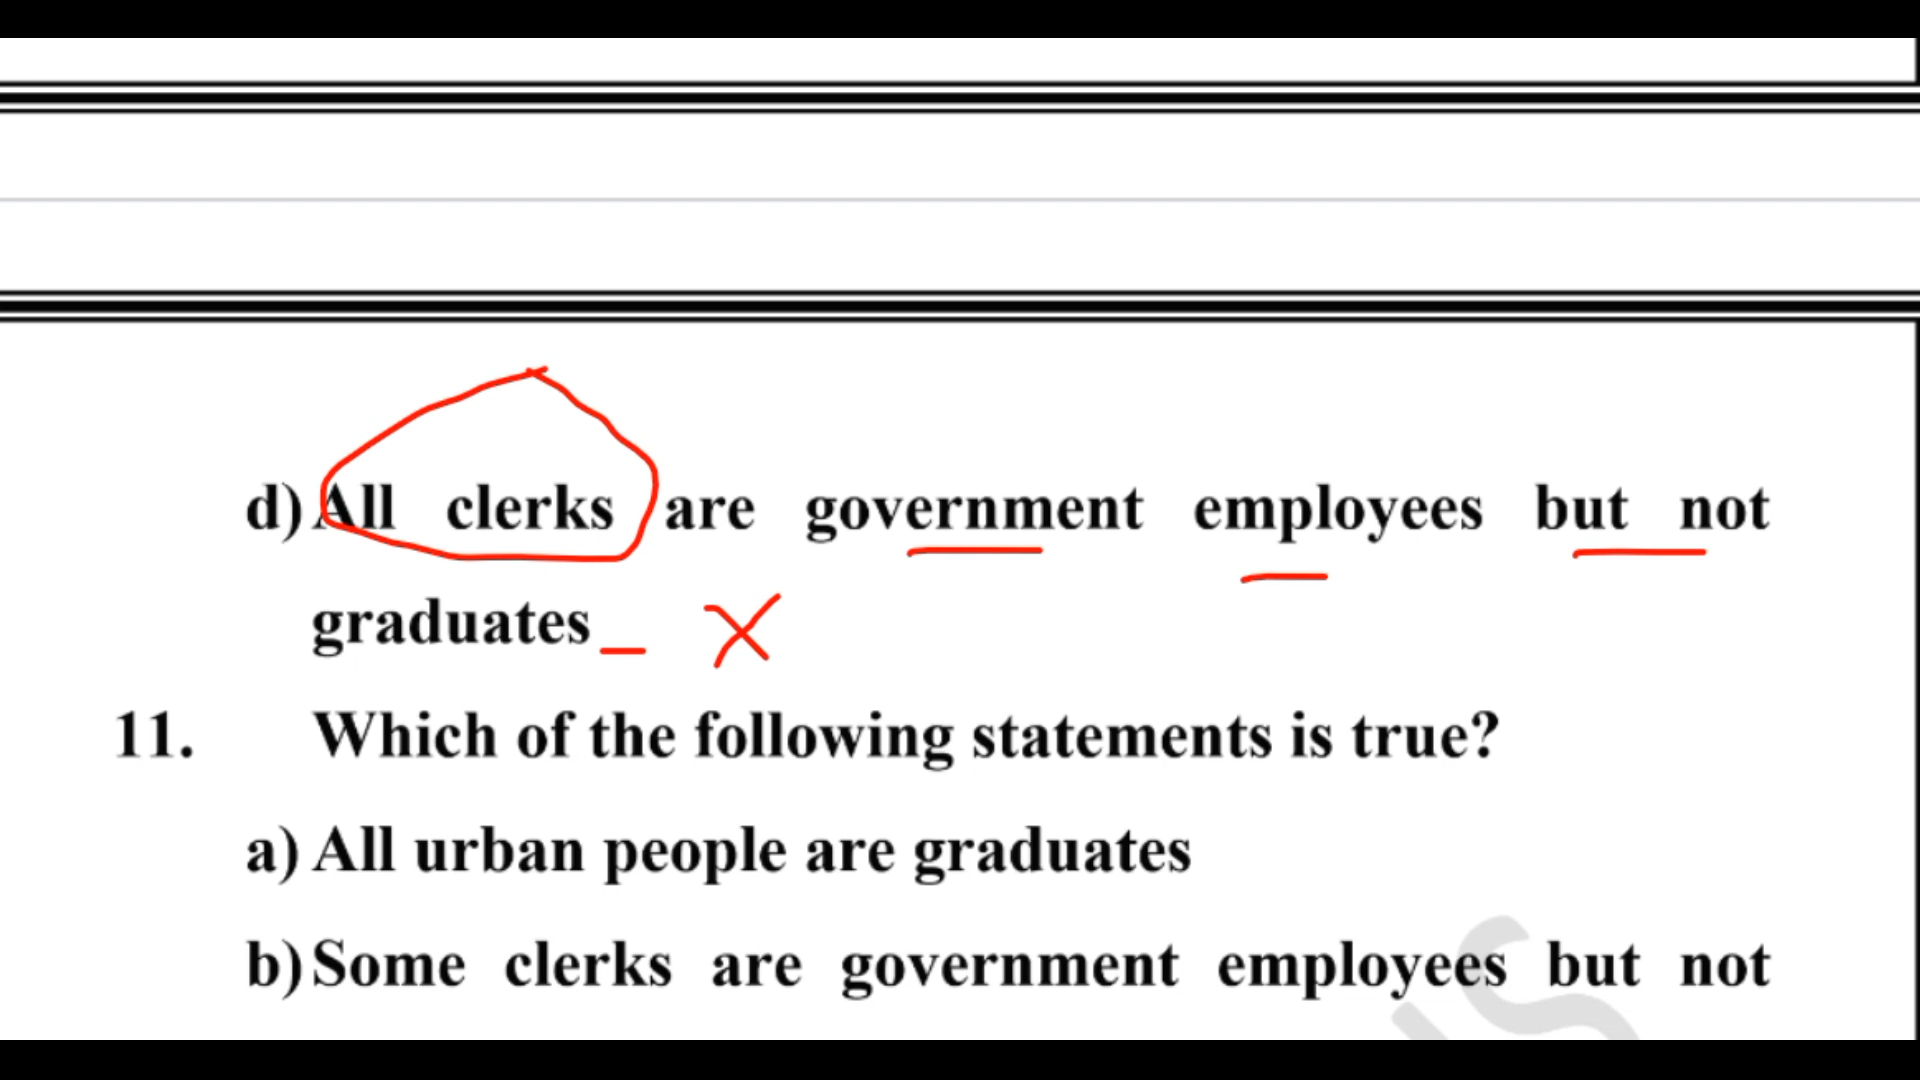 d) All clerks are government employees but not
graduates
11. Which of the following statements is true?
a) All urban people are graduates
b) Some clerks are government employees but not